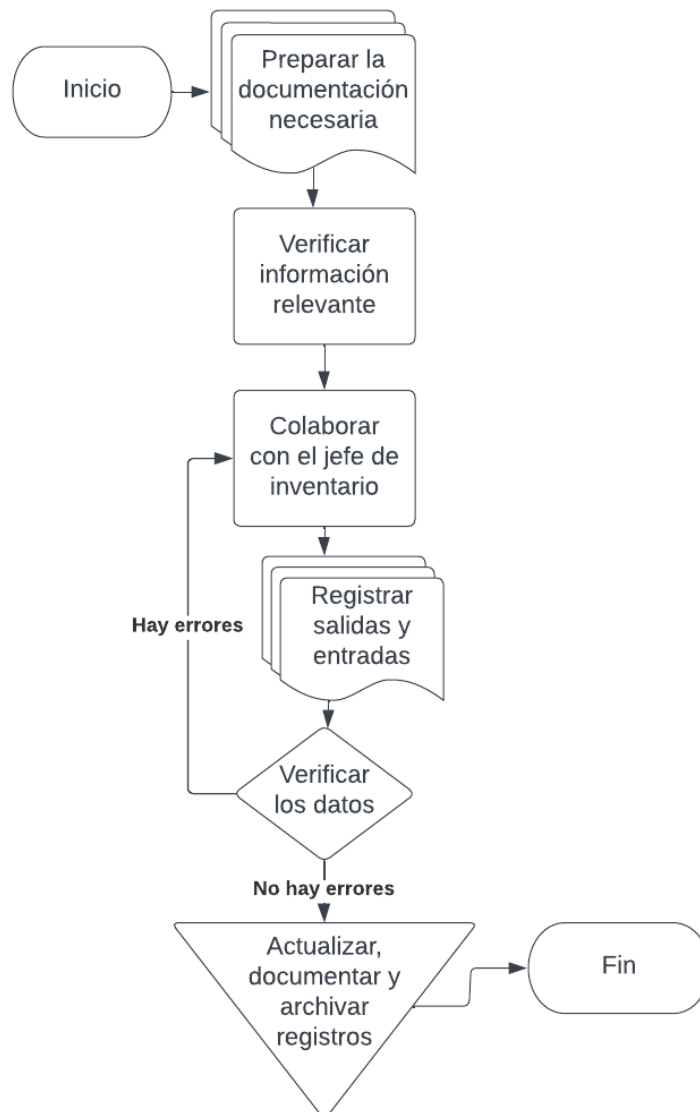 Inicio
Preparar la
documentación
necesaria
Verificar
información
relevante
Colaborar
con el jefe de
inventario
Registrar
salidas y
entradas
Hay errores
Verificar
los datos
No hay errores
Actualizar,
documentar y
archivar
registros
Fin